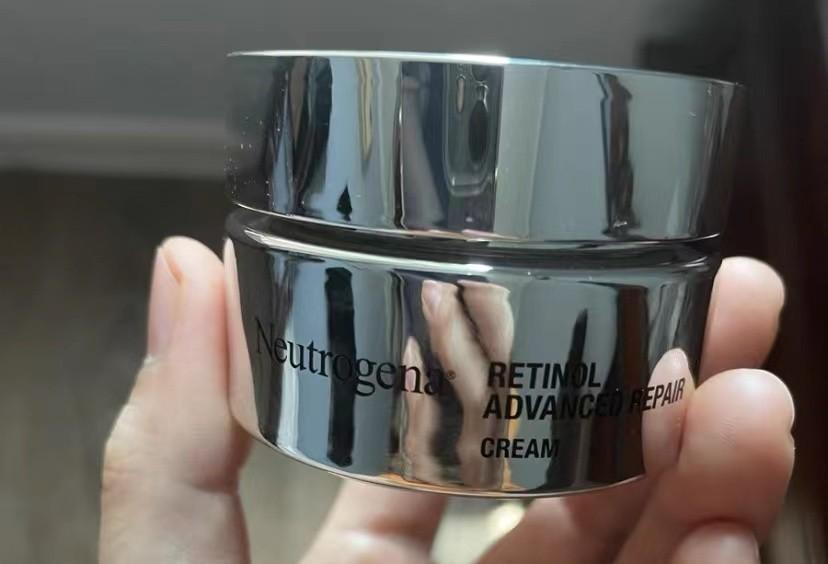 Neutrogena®
RETINOL
ADVANCED REPAIR
CREAM